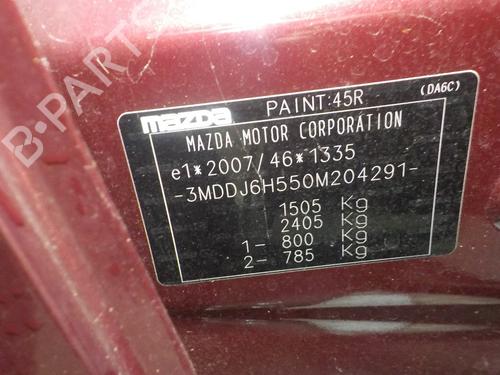 B-PARTS
mazda PAINT:45R (DA6C)
MAZDA MOTOR CORPORATION
e1*2007/46*1335
-3MDDJ6H550M204291-
1505 Kg
2405 Kg
1- 800 Kg
2- 785 Kg